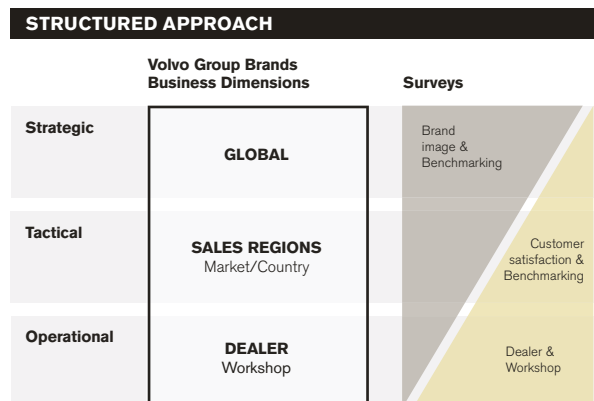 STRUCTURED APPROACH
Volvo Group Brands
Business Dimensions
Surveys
Strategic
GLOBAL
Brand
image &
Benchmarking
Tactical
SALES REGIONS
Market/Country
Customer
satisfaction &
Benchmarking
Operational
DEALER
Workshop
Dealer &
Workshop